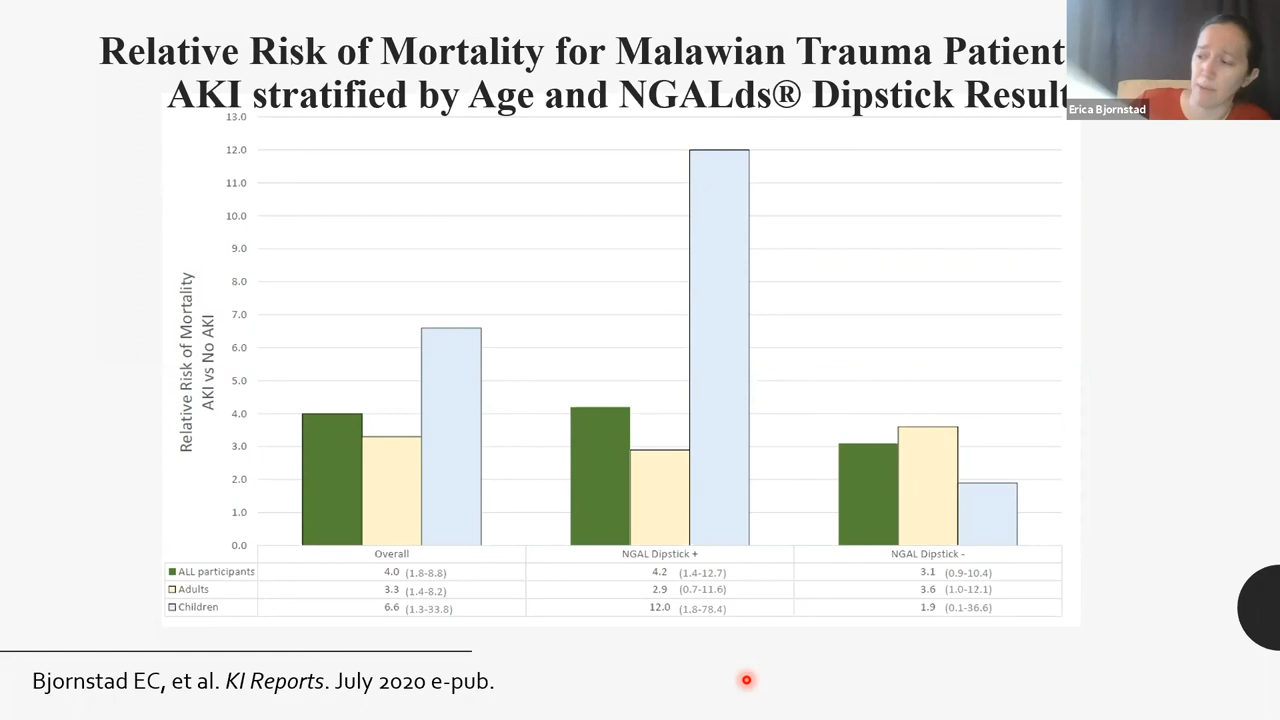 Relative Risk of Mortality for Malawian Trauma Patient
AKI stratified by Age and NGALds® Dipstick Result
Erica Bjornstad
13.0
12.0
11.0
10.0
9.0
8.0
7.0
6.0
5.0
4.0
3.0
2.0
1.0
0.0
Relative Risk of Mortality
AKI vs No AKI
Overall NGAL Dipstick + NGAL Dipstick -
ALL participants 4.0 (1.8-8.8) 4.2 (1.4-12.7) 3.1 (0.9-10.4)
Adults 3.3 (1.4-8.2) 2.9 (0.7-11.6) 3.6 (1.0-12.1)
Children 6.6 (1.3-33.8) 12.0 (1.8-78.4) 1.9 (0.1-36.6)
Bjornstad EC, et al. KI Reports. July 2020 e-pub.